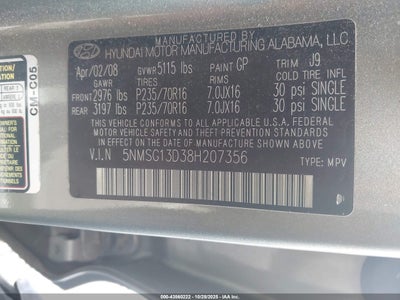 MANUFACTURED BY
HYUNDAI MOTOR MANUFACTURING ALABAMA, LLC
Apr/02/08 GVWR 5115 lbs PAINT GP TRIM J9
GAWR TIRES RIMS COLD TIRE INFL
FRONT 2976 lbs P235/70R16 7.0JX16 30 psi SINGLE
REAR 3197 lbs P235/70R16 7.0JX16 30 psi SINGLE
THIS VEHICLE CONFORMS TO ALL APPLICABLE U.S.A. FEDERAL
MOTOR VEHICLE SAFETY AND THEFT PREVENTION STANDARDS
IN EFFECT ON THE DATE OF MANUFACTURE SHOWN ABOVE.
V.I.N 5NMSG13D38H207356 TYPE: MPV
CM-C05
REAR 3
000-43560222 - 10/29/2025 - IAA